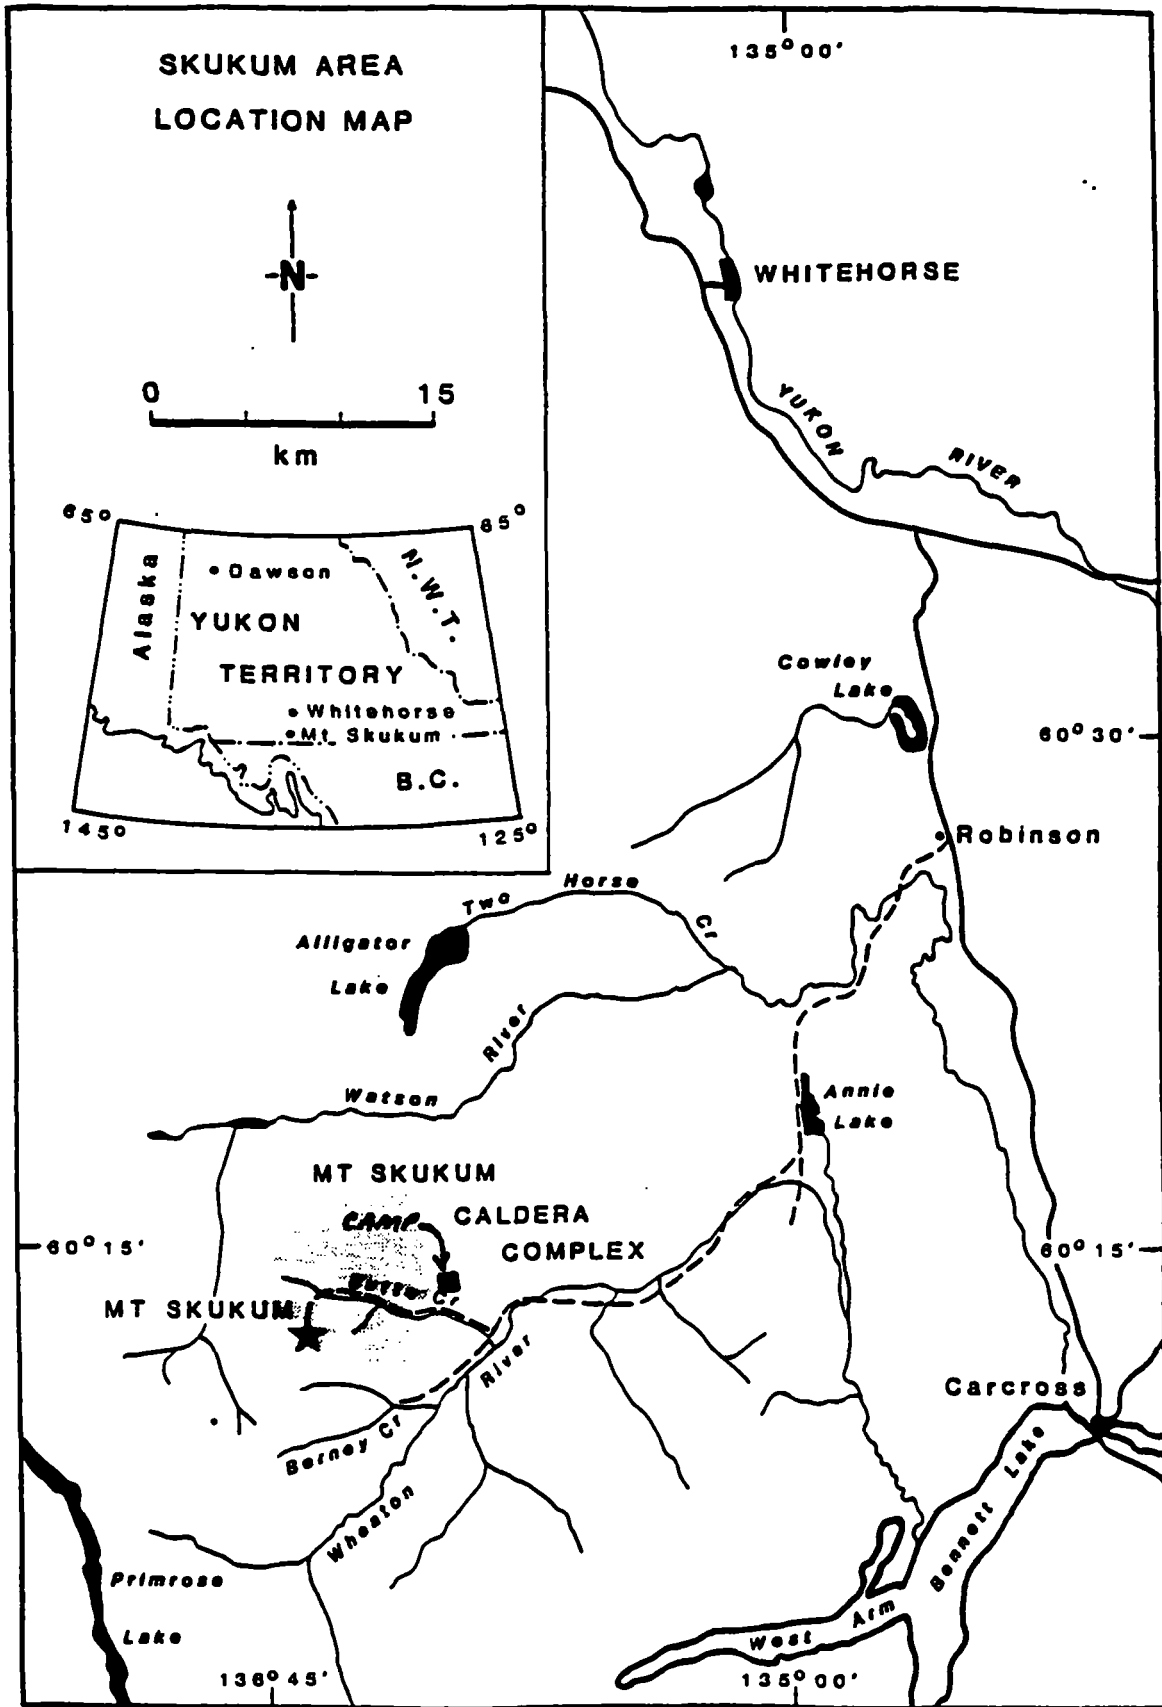 SKUKUM AREA
LOCATION MAP
N
0 15
km
65° 65°
Alaska
Dawson
N.W.T.
YUKON
TERRITORY
Whitehorse
Mt. Skukum
B.C.
145° 125°
135° 00'
WHITEHORSE
YUKON RIVER
Cowley
Lake
60° 30'
Robinson
Two Horse Cr
Alligator
Lake
Watson River
Annie
Lake
MT SKUKUM
CALDERA
COMPLEX
CAMP
60° 15' 60° 15'
Cr
MT SKUKUM
Berney Cr
Wheaton River
Carcross
Bennett Lake
West Arm
Primrose
Lake
136° 45' 135° 00'